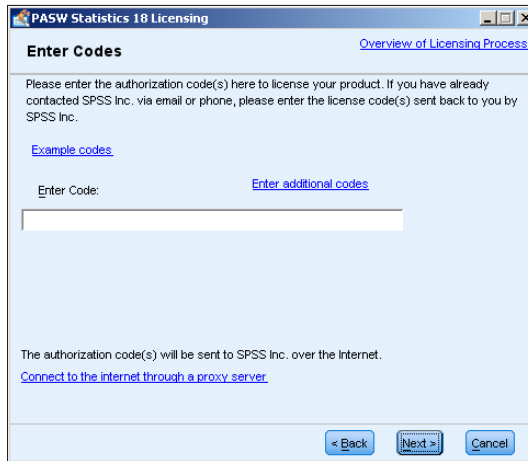 PASW Statistics 18 Licensing
Enter Codes
Overview of Licensing Process
Please enter the authorization code(s) here to license your product. If you have already
contacted SPSS Inc. via email or phone, please enter the license code(s) sent back to you by
SPSS Inc.
Example codes
Enter Code:
Enter additional codes
The authorization code(s) will be sent to SPSS Inc. over the Internet.
Connect to the internet through a proxy server
< Back
Next >
Cancel